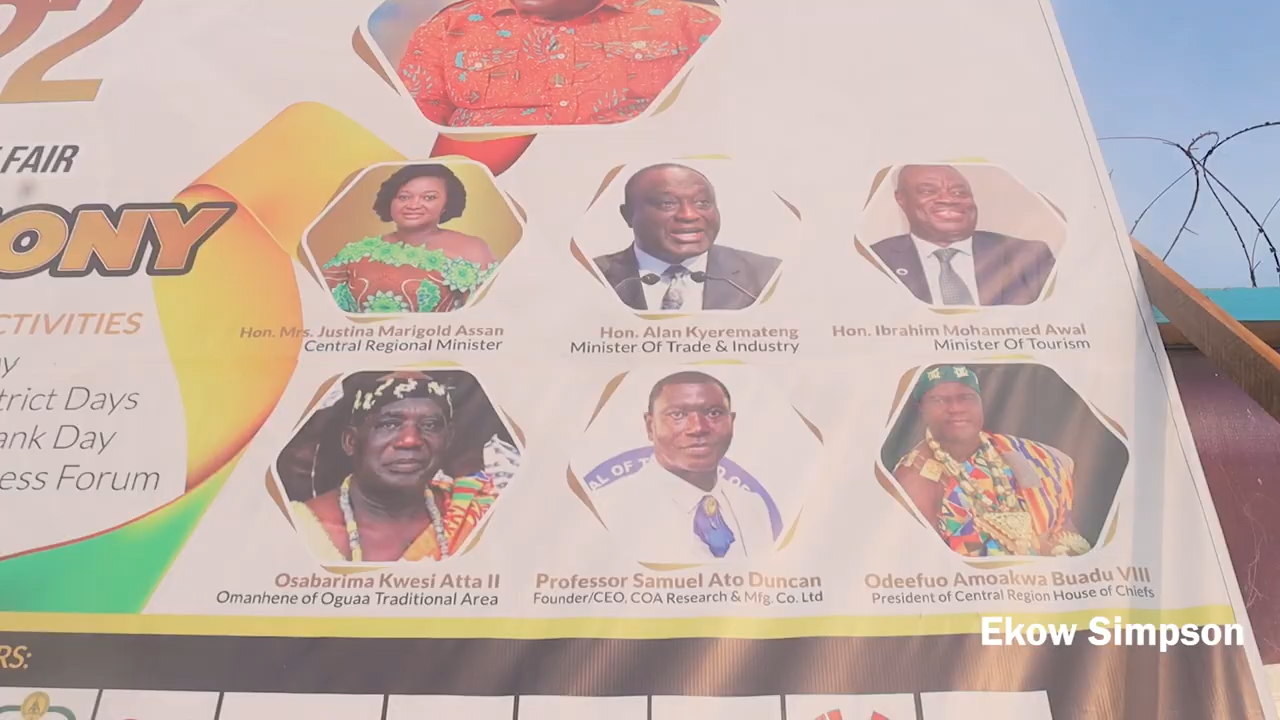 FAIR
ONY
CTIVITIES
y
trict Days
ank Day
ess Forum
Hon. Mrs. Justina Marigold Assan
Central Regional Minister
Hon. Alan Kyeremateng
Minister Of Trade & Industry
Hon. Ibrahim Mohammed Awal
Minister Of Tourism
Osabarima Kwesi Atta II
Omanhene of Oguaa Traditional Area
Professor Samuel Ato Duncan
Founder/CEO, COA Research & Mfg. Co. Ltd
Odeefuo Amoakwa Buadu VIII
President of Central Region House of Chiefs
Ekow Simpson
RS: